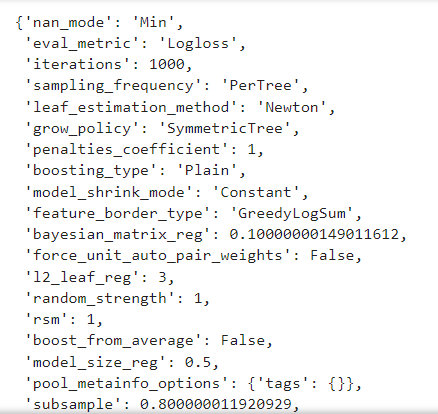 {'nan_mode': 'Min',
'eval_metric': 'Logloss',
'iterations': 1000,
'sampling_frequency': 'PerTree',
'leaf_estimation_method': 'Newton',
'grow_policy': 'SymmetricTree',
'penalties_coefficient': 1,
'boosting_type': 'Plain',
'model_shrink_mode': 'Constant',
'feature_border_type': 'GreedyLogSum',
'bayesian_matrix_reg': 0.10000000149011612,
'force_unit_auto_pair_weights': False,
'l2_leaf_reg': 3,
'random_strength': 1,
'rsm': 1,
'boost_from_average': False,
'model_size_reg': 0.5,
'pool_metainfo_options': {'tags': {}},
'subsample': 0.800000011920929,